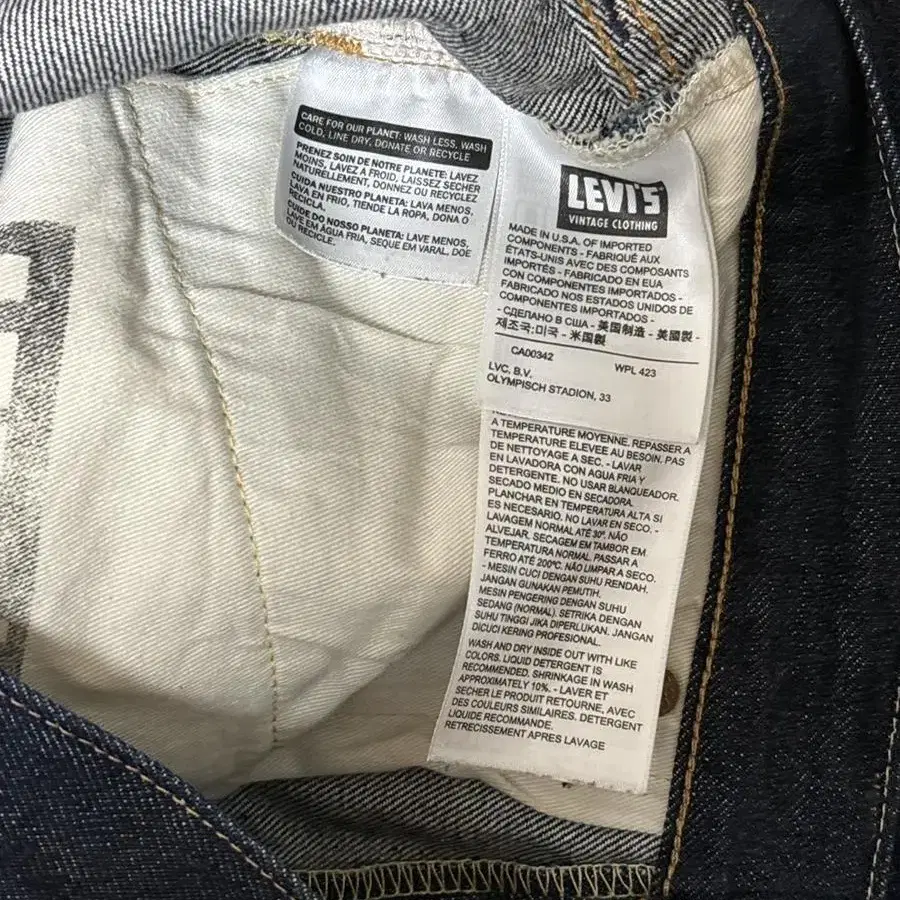 CARE FOR OUR PLANET: WASH LESS, WASH
COLD, LINE DRY, DONATE OR RECYCLE
PRENEZ SOIN DE NOTRE PLANETE: LAVEZ
MOINS, LAVEZ A FROID, LAISSEZ SECHER
NATURELLEMENT, DONNEZ OU RECYCLEZ
CUIDA NUESTRO PLANETA: LAVA MENOS,
LAVA EN FRIO, TIENDE LA ROPA, DONA O
RECICLA.
CUIDE DO NOSSO PLANETA: LAVE MENOS,
LAVE EM ÁGUA FRIA, SEQUE EM VARAL, DOE
OU RECICLE.
LEVI'S
VINTAGE CLOTHING
MADE IN U.S.A. OF IMPORTED
COMPONENTS - FABRIQUÉ AUX
ÉTATS-UNIS AVEC DES COMPOSANTS
IMPORTÉS - FABRICADO EN EUA
CON COMPONENTES IMPORTADOS -
FABRICADO NOS ESTADOS UNIDOS DE
COMPONENTES IMPORTADOS -
- СДЕЛАНО В США - 美国制造 - 美國製 -
제조국:미국 - 米国製
CA00342 WPL 423
LVC, B.V.
OLYMPISCH STADION, 33
A TEMPERATURE MOYENNE. REPASSER A
TEMPERATURE ELEVEE AU BESOIN. PAS
DE NETTOYAGE A SEC. - LAVAR
EN LAVADORA CON AGUA FRIA Y
DETERGENTE. NO USAR BLANQUEADOR.
SECADO MEDIO EN SECADORA.
PLANCHAR EN TEMPERATURA ALTA SI
ES NECESARIO. NO LAVAR EN SECO. -
LAVAGEM NORMAL ATÉ 30º. NÃO
ALVEJAR. SECAGEM EM TAMBOR EM
TEMPERATURA NORMAL. PASSAR A
FERRO ATÉ 200ºC. NÃO LIMPAR A SECO.
- MESIN CUCI DENGAN SUHU RENDAH.
JANGAN GUNAKAN PEMUTIH.
MESIN PENGERING DENGAN SUHU
SEDANG (NORMAL). SETRIKA DENGAN
SUHU TINGGI JIKA DIPERLUKAN. JANGAN
DICUCI KERING PROFESIONAL.
WASH AND DRY INSIDE OUT WITH LIKE
COLORS. LIQUID DETERGENT IS
RECOMMENDED. SHRINKAGE IN WASH
APPROXIMATELY 10%. - LAVER ET
SECHER LE PRODUIT RETOURNE, AVEC
DES COULEURS SIMILAIRES. DETERGENT
LIQUIDE RECOMMANDE.
RETRECISSEMENT APRES LAVAGE